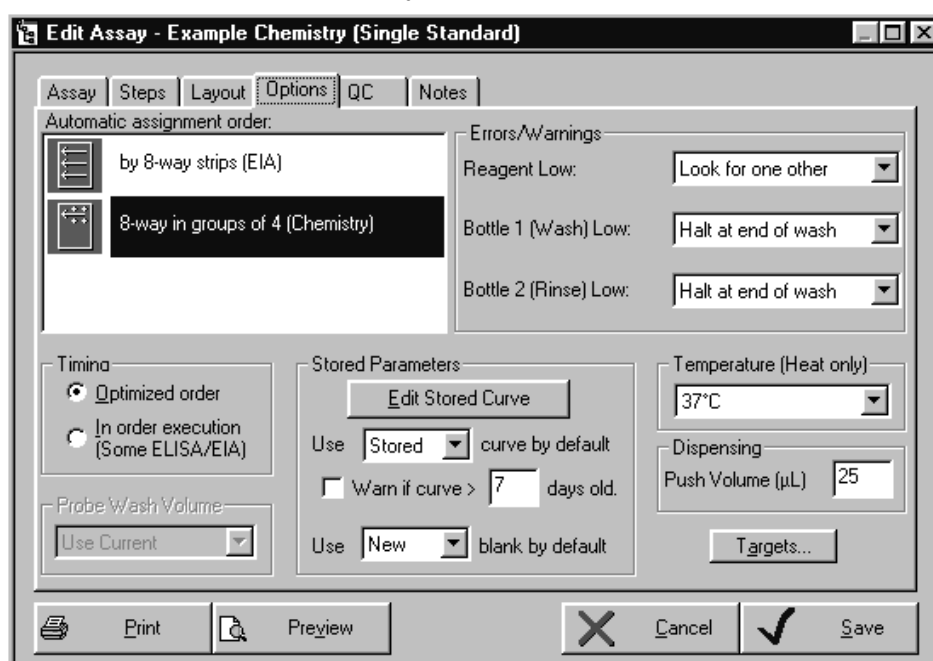 Edit Assay - Example Chemistry (Single Standard)
Assay Steps Layout Options QC Notes
Automatic assignment order:
by 8-way strips (EIA)
8-way in groups of 4 (Chemistry)
Errors/Warnings
Reagent Low: Look for one other
Bottle 1 (Wash) Low: Halt at end of wash
Bottle 2 (Rinse) Low: Halt at end of wash
Timing
Optimized order
In order execution
(Some ELISA/EIA)
Probe Wash Volume
Use Current
Stored Parameters
Edit Stored Curve
Use Stored curve by default
Warn if curve > 7 days old.
Use New blank by default
Temperature (Heat only)
37°C
Dispensing
Push Volume (µL) 25
Targets...
Print Preview Cancel Save